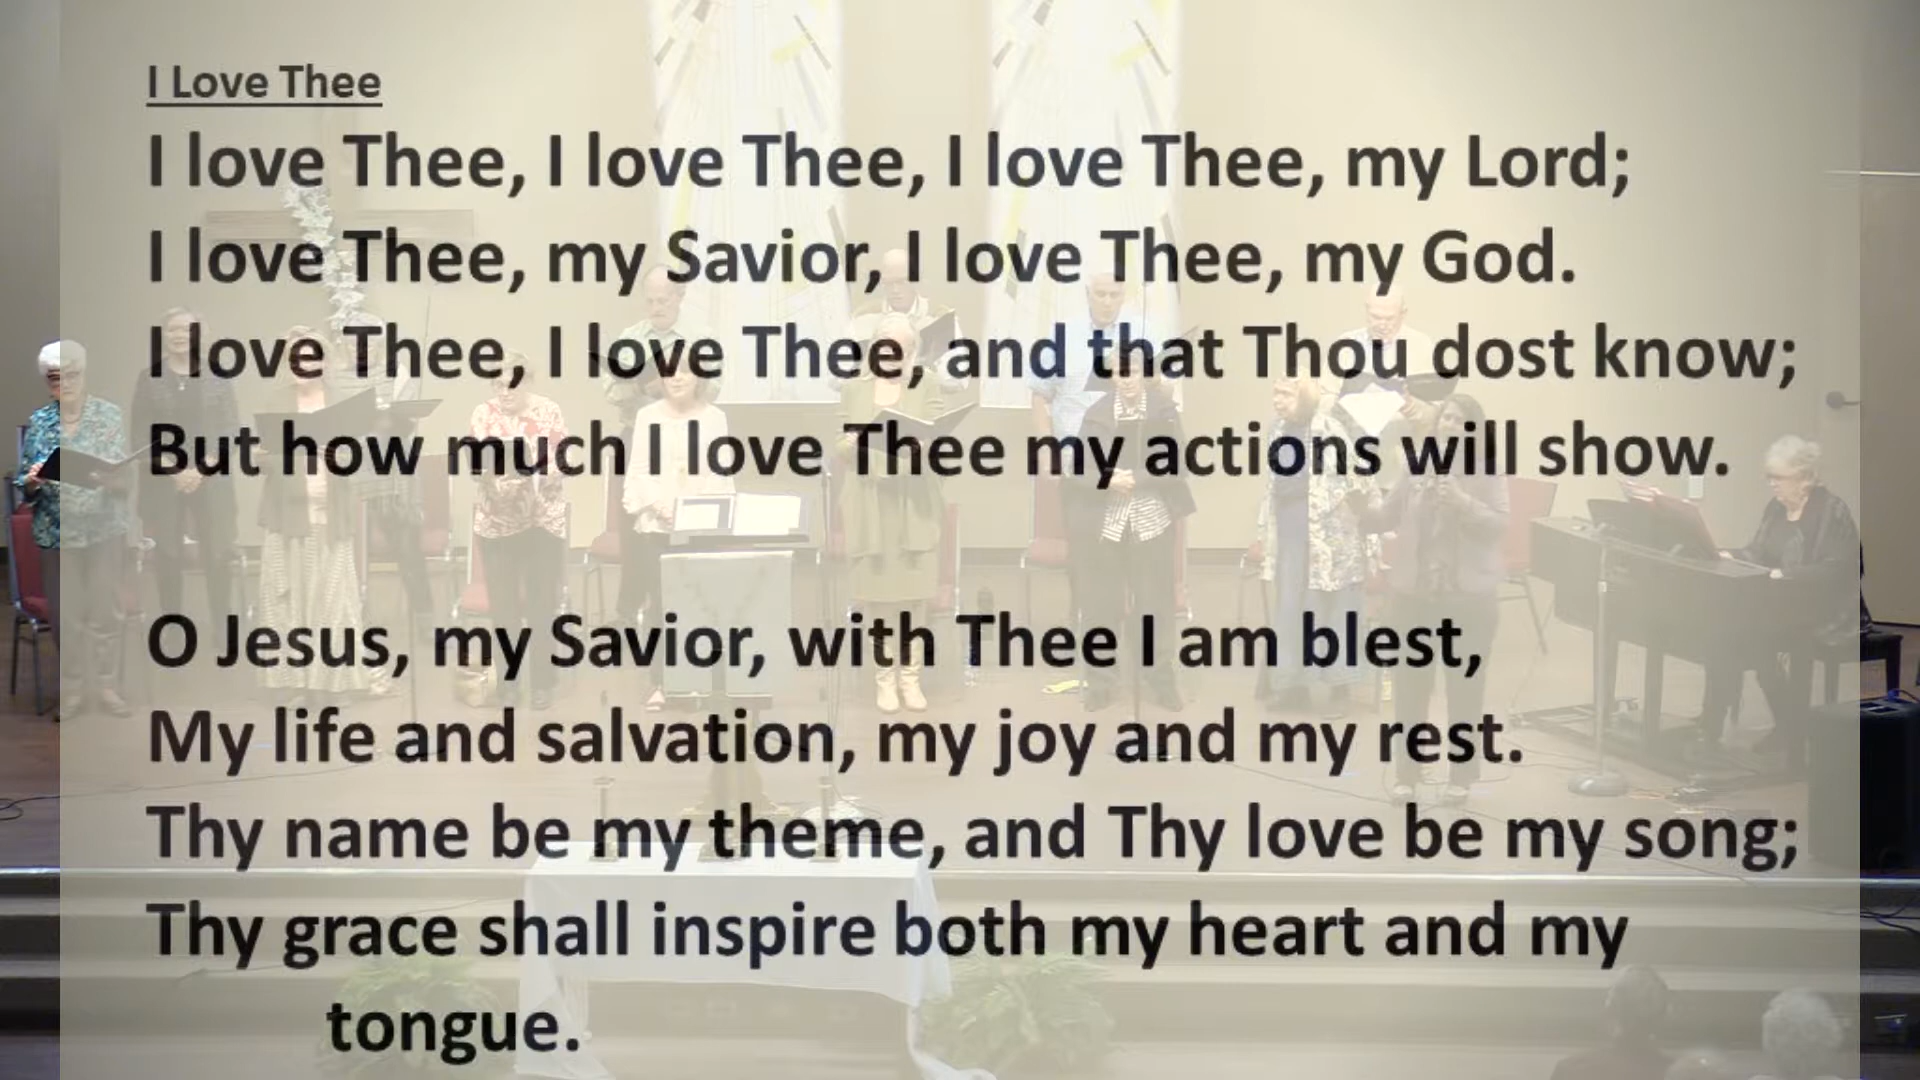 I Love Thee
I love Thee, I love Thee, I love Thee, my Lord;
I love Thee, my Savior, I love Thee, my God.
I love Thee, I love Thee, and that Thou dost know;
But how much I love Thee my actions will show.
O Jesus, my Savior, with Thee I am blest,
My life and salvation, my joy and my rest.
Thy name be my theme, and Thy love be my song;
Thy grace shall inspire both my heart and my
tongue.